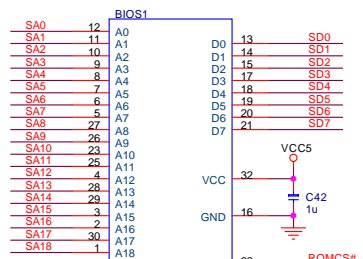 BIOS1
SA0 12 A0
SA1 11 A1 D0 13 SD0
SA2 10 A2 D1 14 SD1
SA3 9 A3 D2 15 SD2
SA4 8 A4 D3 17 SD3
SA5 7 A5 D4 18 SD4
SA6 6 A6 D5 19 SD5
SA7 5 A7 D6 20 SD6
SA8 27 A8 D7 21 SD7
SA9 26 A9
SA10 23 A10 VCC5
SA11 25 A11
SA12 4 A12 VCC 32
SA13 28 A13 C42
SA14 29 A14 1u
SA15 3 A15 GND 16
SA16 2 A16
SA17 30 A17
SA18 1 A18 ROMCS#